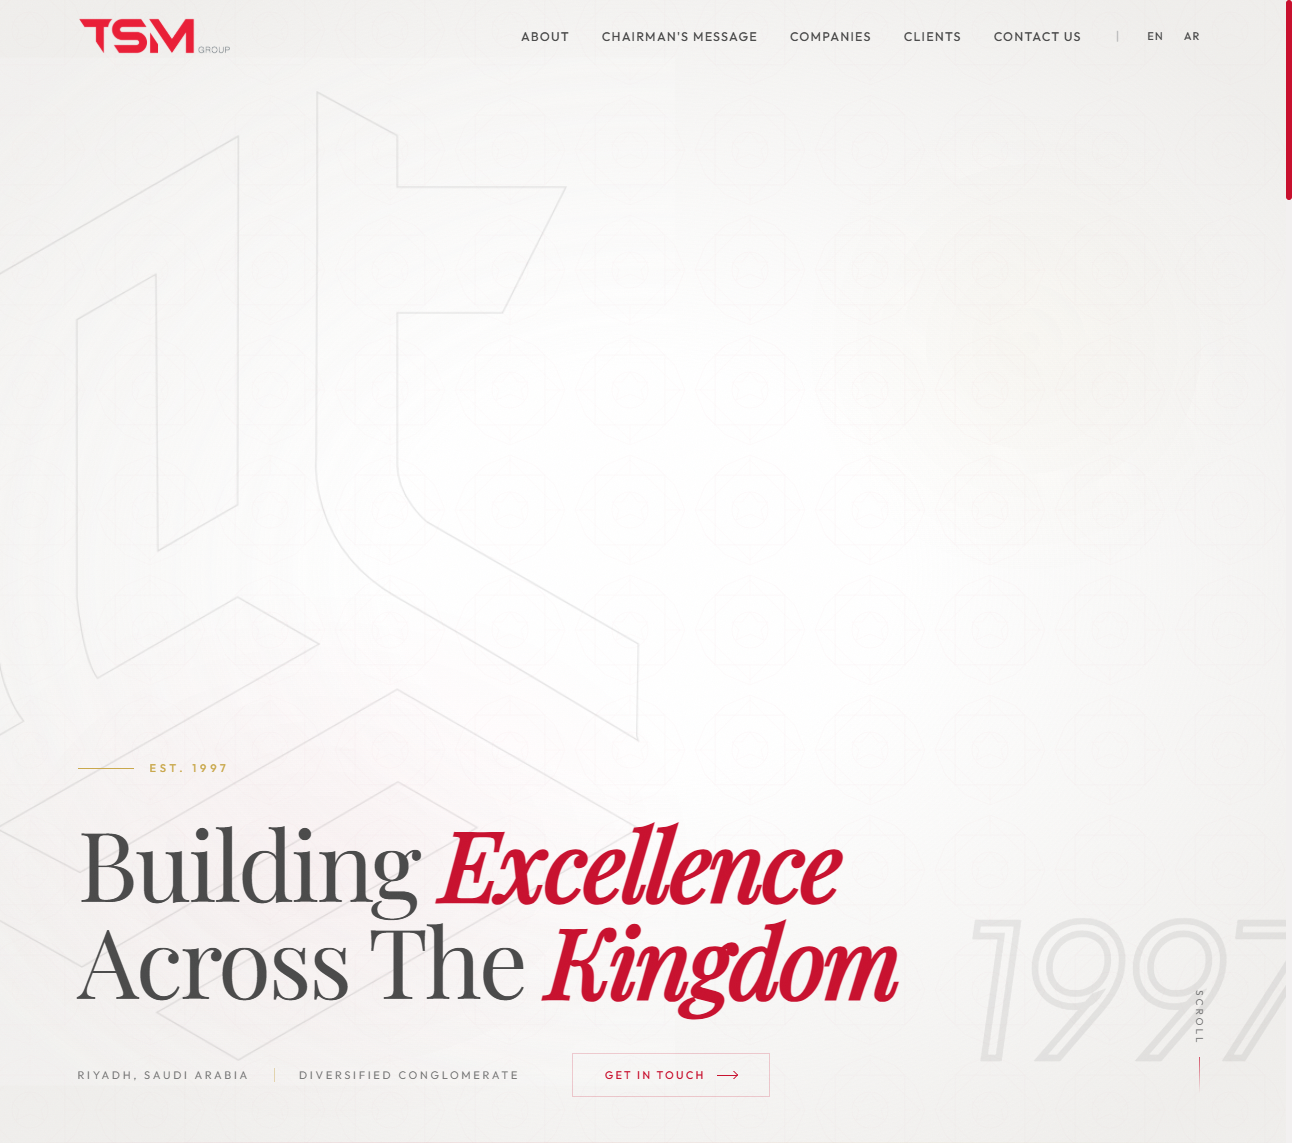 TSM GROUP
ABOUT CHAIRMAN'S MESSAGE COMPANIES CLIENTS CONTACT US | EN AR
EST. 1997
Building Excellence
Across The Kingdom
1997
SCROLL
RIYADH, SAUDI ARABIA | DIVERSIFIED CONGLOMERATE
GET IN TOUCH